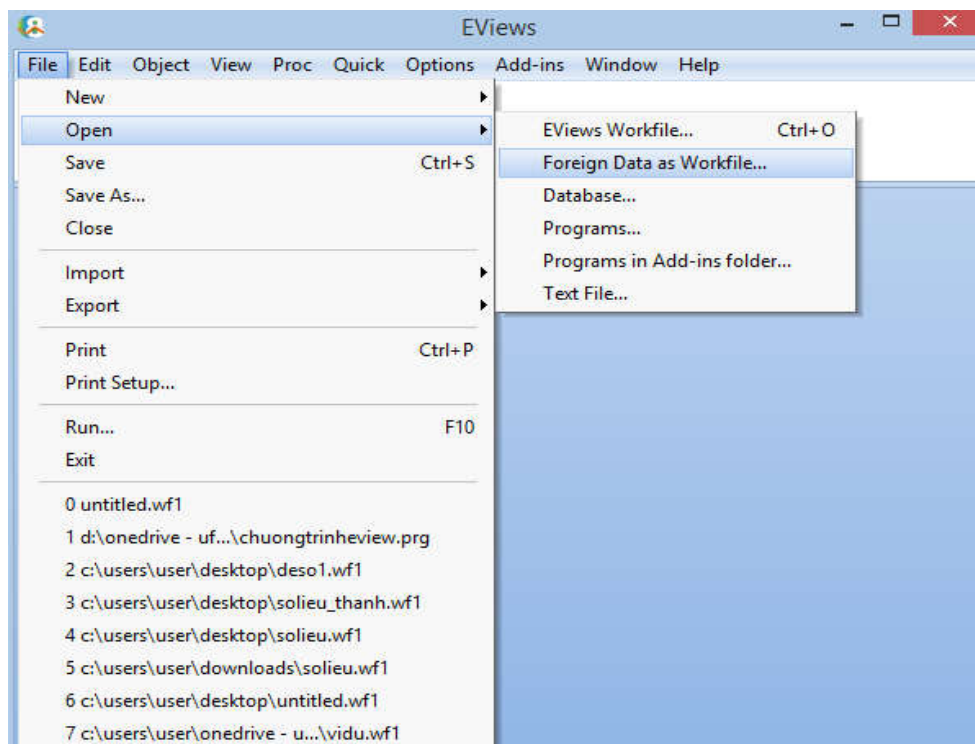 EViews
File Edit Object View Proc Quick Options Add-ins Window Help
New
Open
Save Ctrl+S
Save As...
Close
Import
Export
Print Ctrl+P
Print Setup...
Run... F10
Exit
0 untitled.wf1
1 d:\onedrive - uf...\chuongtrinheview.prg
2 c:\users\user\desktop\deso1.wf1
3 c:\users\user\desktop\solieu_thanh.wf1
4 c:\users\user\desktop\solieu.wf1
5 c:\users\user\downloads\solieu.wf1
6 c:\users\user\desktop\untitled.wf1
7 c:\users\user\onedrive - u...\vidu.wf1
EViews Workfile... Ctrl+O
Foreign Data as Workfile...
Database...
Programs...
Programs in Add-ins folder...
Text File...